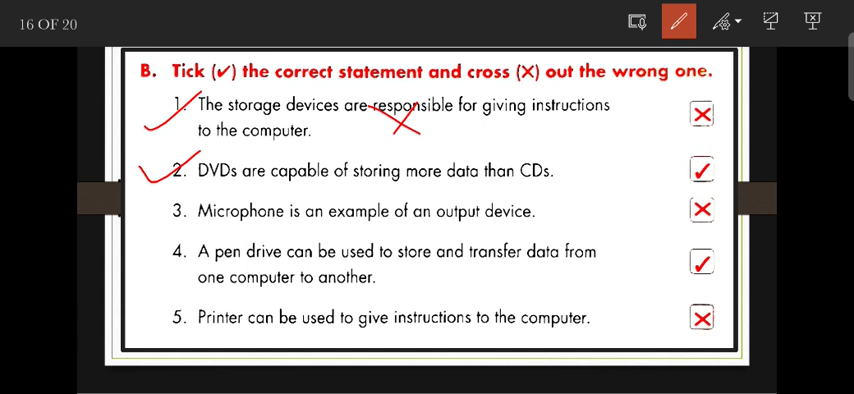 16 OF 20
B. Tick (✓) the correct statement and cross (✕) out the wrong one.
1. The storage devices are responsible for giving instructions
to the computer. ✕
2. DVDs are capable of storing more data than CDs. ✓
3. Microphone is an example of an output device. ✕
4. A pen drive can be used to store and transfer data from
one computer to another. ✓
5. Printer can be used to give instructions to the computer. ✕